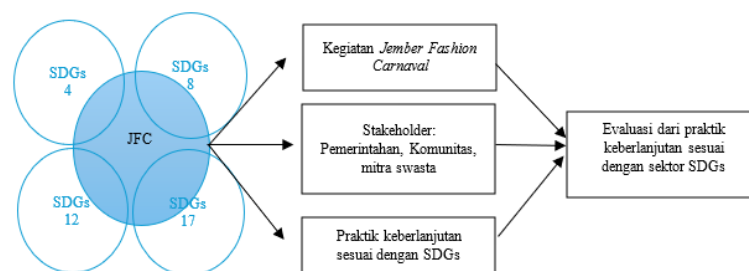 SDGs
4
SDGs
8
JFC
SDGs
12
SDGs
17
Kegiatan Jember Fashion
Carnaval
Stakeholder:
Pemerintahan, Komunitas,
mitra swasta
Praktik keberlanjutan
sesuai dengan SDGs
Evaluasi dari praktik
keberlanjutan sesuai
dengan sektor SDGs